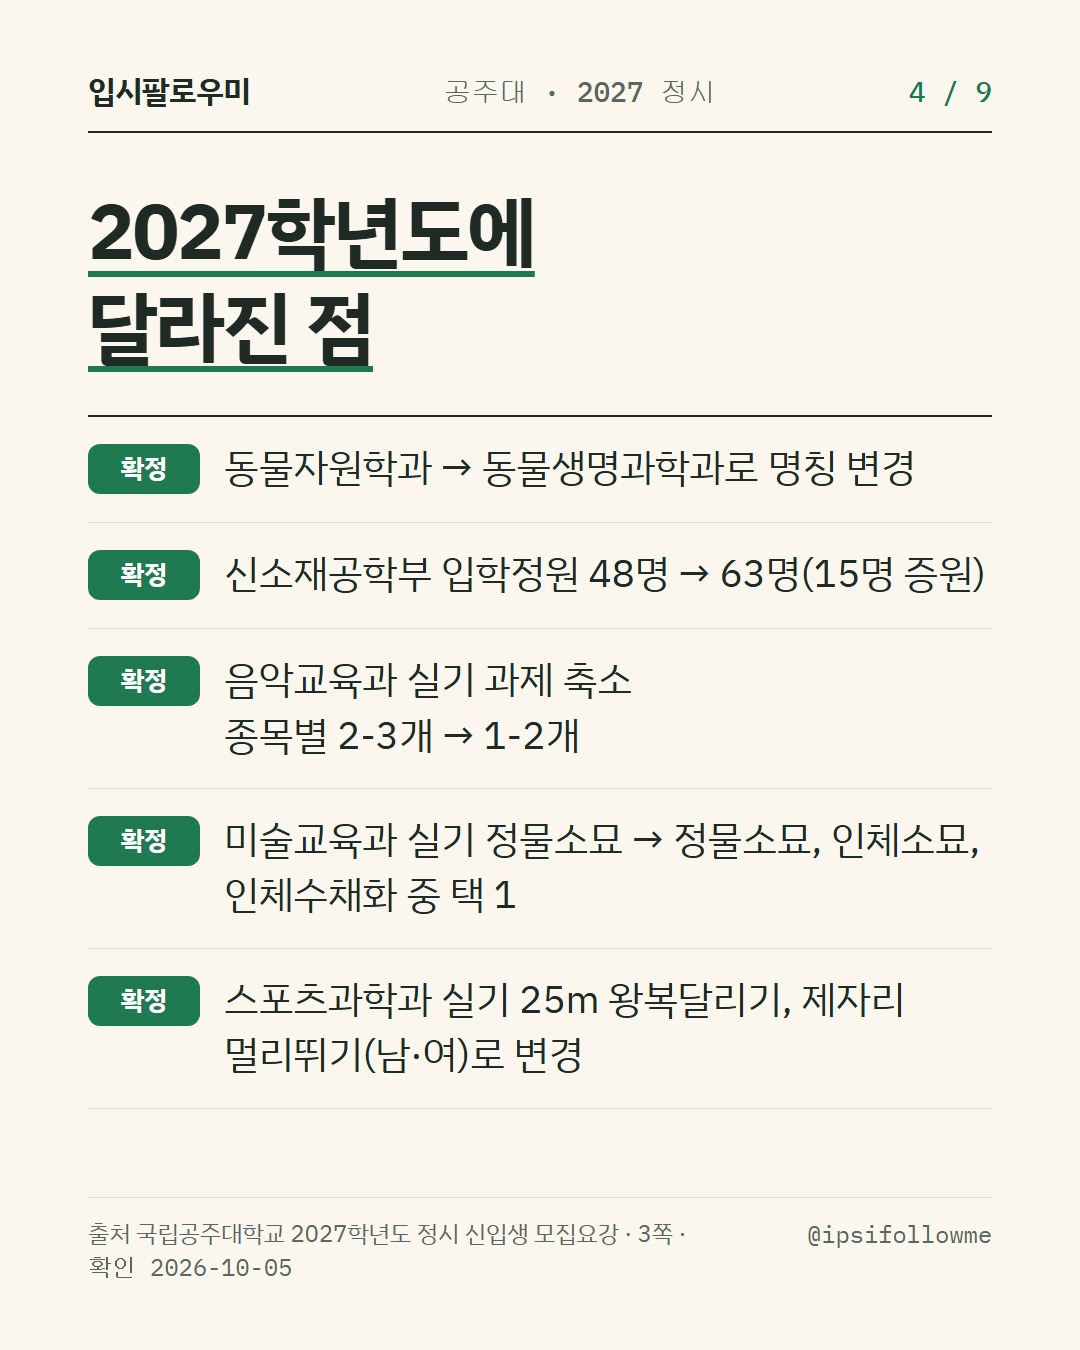 입시팔로우미
공주대 · 2027 정시
4 / 9
2027학년도에
달라진 점
확정
동물자원학과 → 동물생명과학과로 명칭 변경
확정
신소재공학부 입학정원 48명 → 63명(15명 증원)
확정
음악교육과 실기 과제 축소
종목별 2-3개 → 1-2개
확정
미술교육과 실기 정물소묘 → 정물소묘, 인체소묘,
인체수채화 중 택 1
확정
스포츠과학과 실기 25m 왕복달리기, 제자리
멀리뛰기(남·여)로 변경
출처 국립공주대학교 2027학년도 정시 신입생 모집요강 · 3쪽 ·
확인 2026-10-05
@ipsifollowme